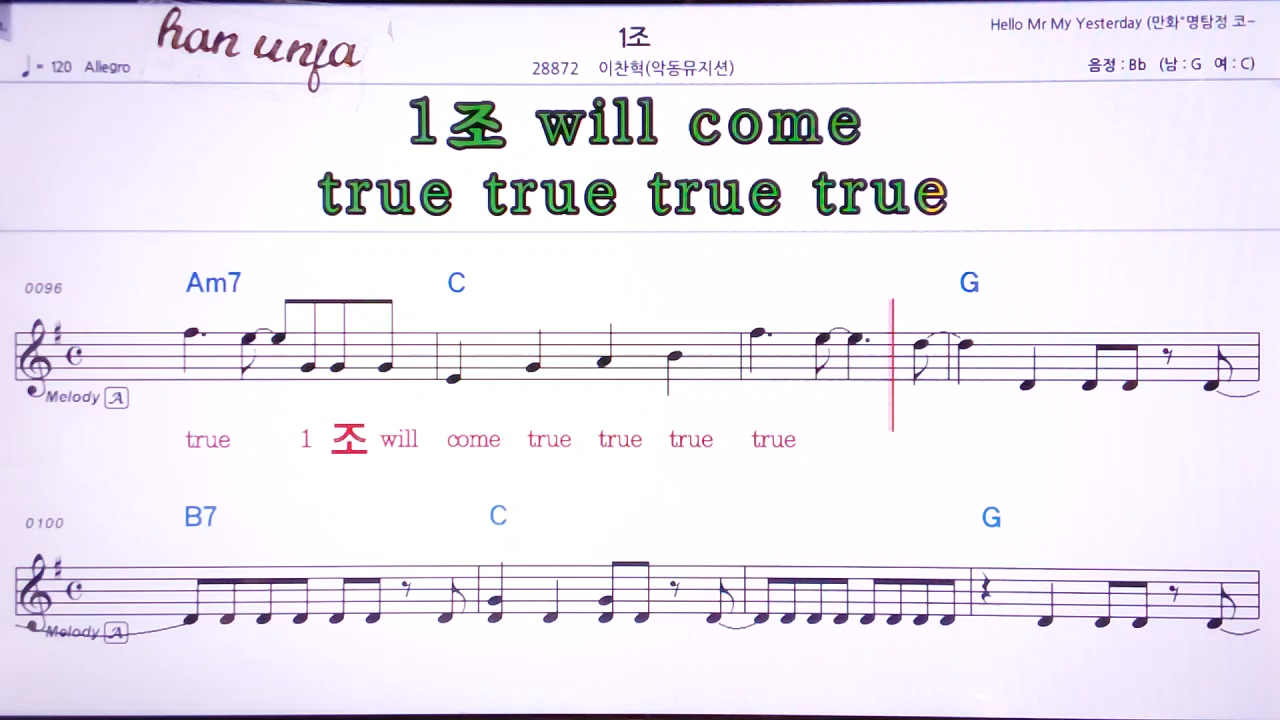 han unfa
1조
Hello Mr My Yesterday (만화"명탐정 코~
♩= 120 Allegro
28872 이찬혁(악동뮤지션)
음정 : Bb (남 : G 여 : C)
1조 will come
true true true true
0096
Am7 C G
Melody A
true 1 조 will come true true true true
0100
B7 C G
Melody A